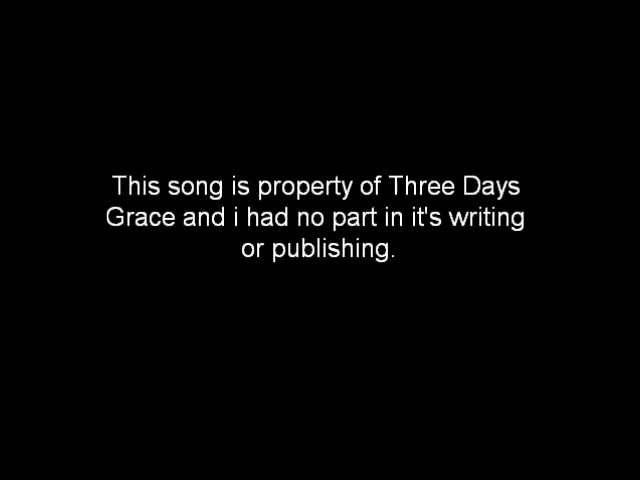 This song is property of Three Days
Grace and i had no part in it's writing
or publishing.